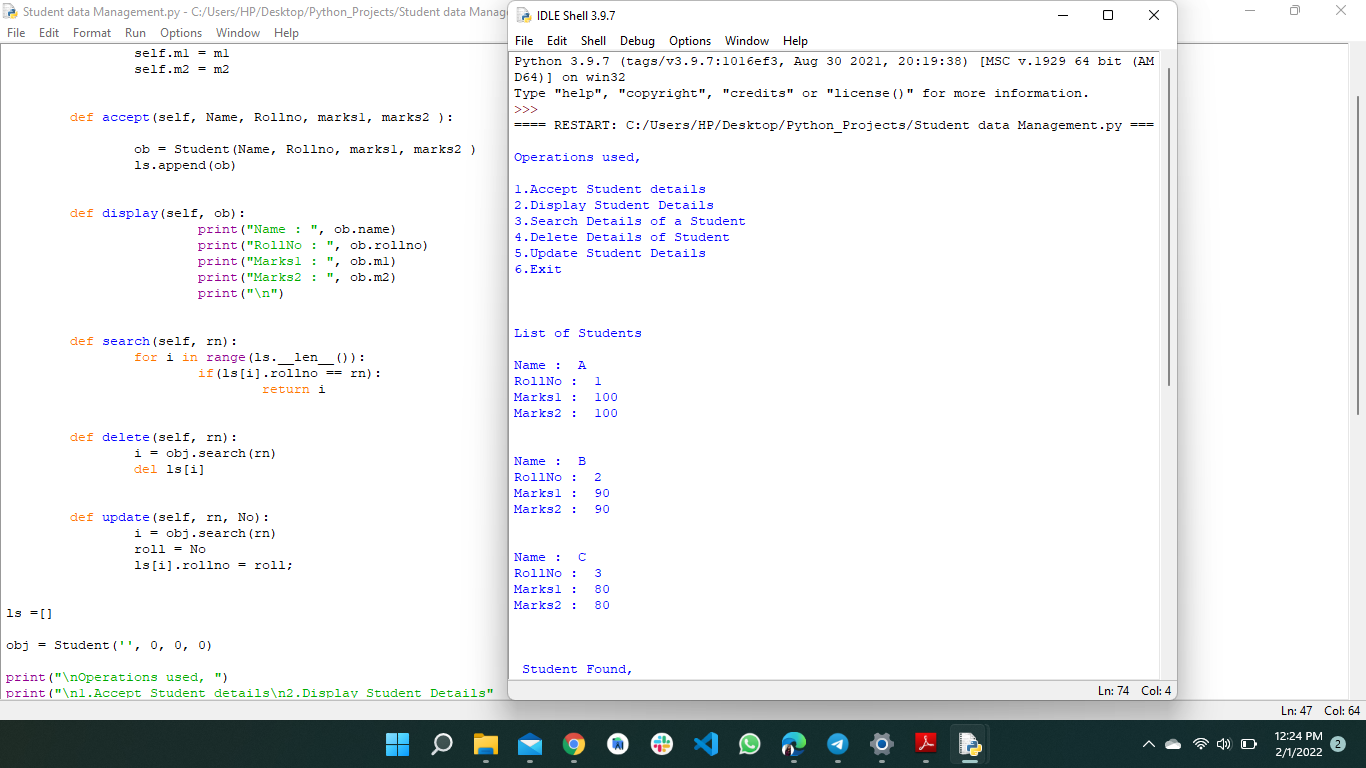 Student data Management.py - C:/Users/HP/Desktop/Python_Projects/Student data Manag
File Edit Format Run Options Window Help
self.m1 = m1
self.m2 = m2
def accept(self, Name, Rollno, marks1, marks2 ):
ob = Student(Name, Rollno, marks1, marks2 )
ls.append(ob)
def display(self, ob):
print("Name : ", ob.name)
print("RollNo : ", ob.rollno)
print("Marks1 : ", ob.m1)
print("Marks2 : ", ob.m2)
print("\n")
def search(self, rn):
for i in range(ls.__len__()):
if(ls[i].rollno == rn):
return i
def delete(self, rn):
i = obj.search(rn)
del ls[i]
def update(self, rn, No):
i = obj.search(rn)
roll = No
ls[i].rollno = roll;
ls =[]
obj = Student('', 0, 0, 0)
print("\nOperations used, ")
print("\n1.Accept Student details\n2.Display Student Details"
Ln: 47 Col: 64
IDLE Shell 3.9.7
File Edit Shell Debug Options Window Help
Python 3.9.7 (tags/v3.9.7:1016ef3, Aug 30 2021, 20:19:38) [MSC v.1929 64 bit (AM
D64)] on win32
Type "help", "copyright", "credits" or "license()" for more information.
>>>
==== RESTART: C:/Users/HP/Desktop/Python_Projects/Student data Management.py ===
Operations used,
1.Accept Student details
2.Display Student Details
3.Search Details of a Student
4.Delete Details of Student
5.Update Student Details
6.Exit
List of Students
Name :  A
RollNo :  1
Marks1 :  100
Marks2 :  100
Name :  B
RollNo :  2
Marks1 :  90
Marks2 :  90
Name :  C
RollNo :  3
Marks1 :  80
Marks2 :  80
Student Found,
Ln: 74 Col: 4
12:24 PM
2/1/2022
2